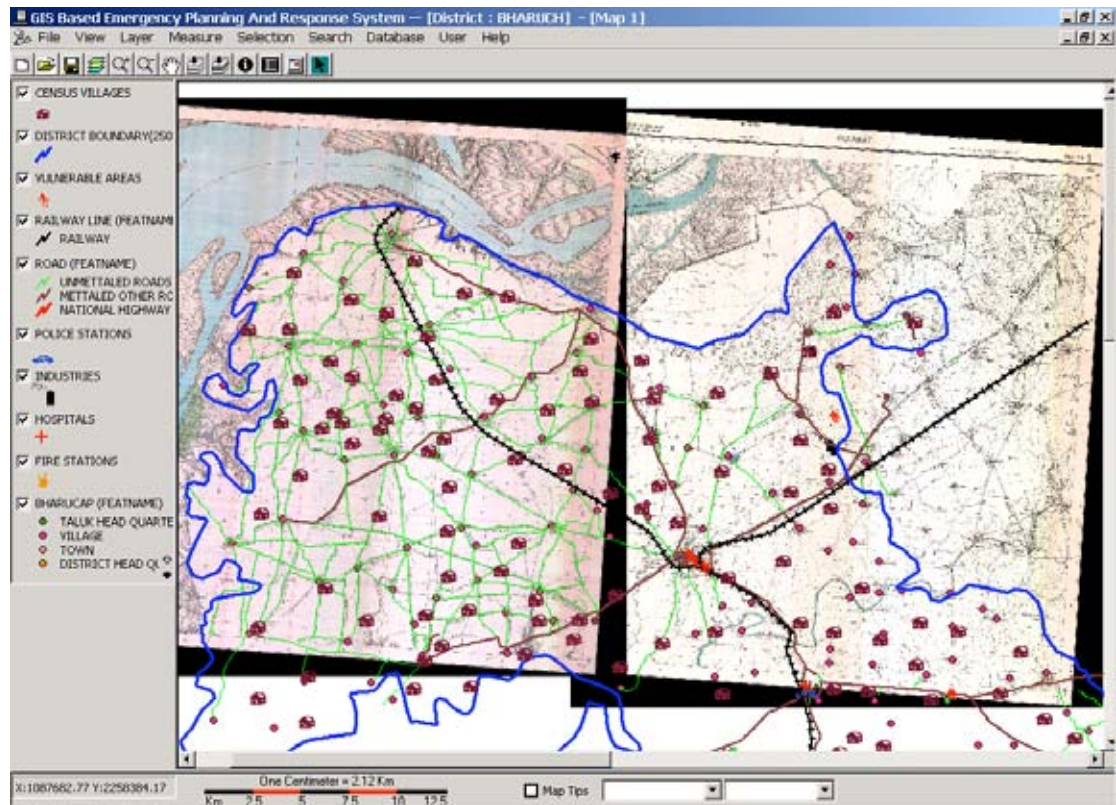 GIS Based Emergency Planning And Response System — [District : BHARUCH] - [Map 1]
File View Layer Measure Selection Search Database User Help
CENSUS VILLAGES
DISTRICT BOUNDARY(250
VULNERABLE AREAS
RAILWAY LINE (FEATNAME
RAILWAY
ROAD (FEATNAME)
UNMETTALED ROADS
METTALED OTHER RO
NATIONAL HIGHWAY
POLICE STATIONS
INDUSTRIES
HOSPITALS
FIRE STATIONS
BHARUCAP (FEATNAME)
TALUK HEAD QUARTE
VILLAGE
TOWN
DISTRICT HEAD QU
X:1087682.77 Y:2258384.17
One Centimeter = 2.12 Km
Km 2.5 5 7.5 10 12.5
Map Tips